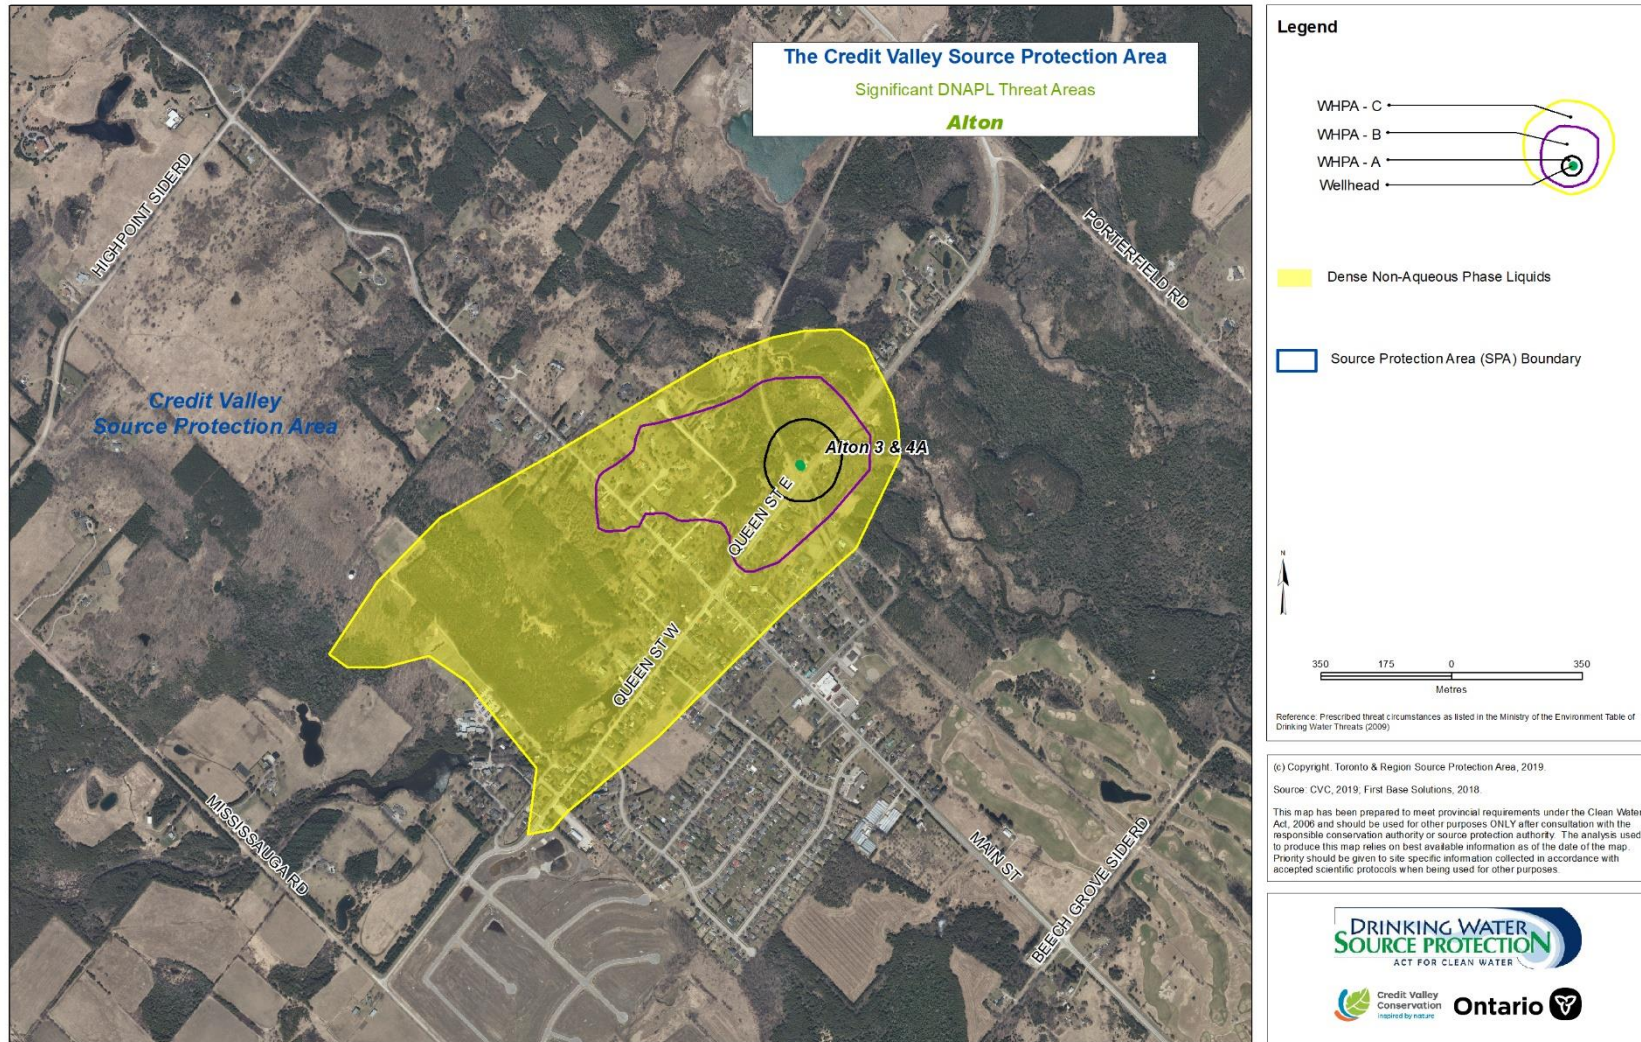 The Credit Valley Source Protection Area
Significant DNAPL Threat Areas
Alton
HIGHPOINT SIDERD
PORTERFIELD RD
Credit Valley
Source Protection Area
Alton 3 & 4A
QUEEN ST E
QUEEN ST W
MISSISSAUGA RD
MAIN ST
BEECH GROVE SIDERD
Legend
WHPA - C
WHPA - B
WHPA - A
Wellhead
Dense Non-Aqueous Phase Liquids
Source Protection Area (SPA) Boundary
N
350 175 0 350
Metres
Reference: Prescribed threat circumstances as listed in the Ministry of the Environment Table of
Drinking Water Threats (2009)
(c) Copyright. Toronto & Region Source Protection Area, 2019.
Source: CVC, 2019; First Base Solutions, 2018.
This map has been prepared to meet provincial requirements under the Clean Water
Act, 2006 and should be used for other purposes ONLY after consultation with the
responsible conservation authority or source protection authority. The analysis used
to produce this map relies on best available information as of the date of the map.
Priority should be given to site specific information collected in accordance with
accepted scientific protocols when being used for other purposes.
DRINKING WATER
SOURCE PROTECTION
ACT FOR CLEAN WATER
Credit Valley
Conservation
inspired by nature
Ontario